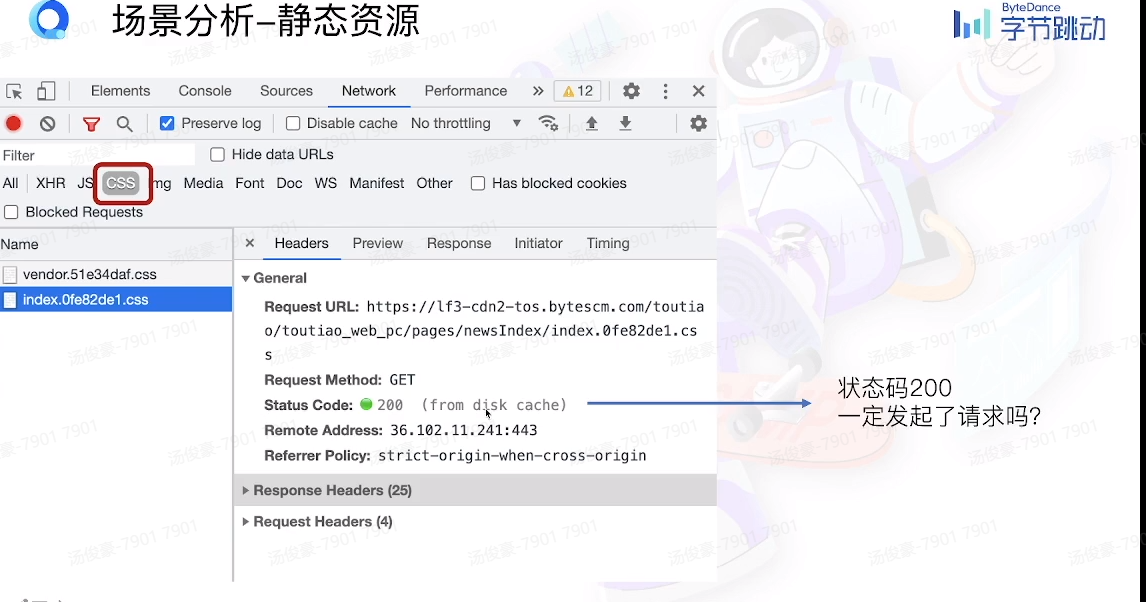 场景分析-静态资源
ByteDance
字节跳动
Elements Console Sources Network Performance » 12
Preserve log Disable cache No throttling
Filter Hide data URLs
All XHR JS CSS Img Media Font Doc WS Manifest Other Has blocked cookies
Blocked Requests
Name
× Headers Preview Response Initiator Timing
vendor.51e34daf.css
index.0fe82de1.css
General
Request URL: https://lf3-cdn2-tos.bytescm.com/toutia
o/toutiao_web_pc/pages/newsIndex/index.0fe82de1.cs
s
Request Method: GET
Status Code: 200 (from disk cache)
Remote Address: 36.102.11.241:443
Referrer Policy: strict-origin-when-cross-origin
Response Headers (25)
Request Headers (4)
状态码200
一定发起了请求吗?
汤俊豪-7901 7901